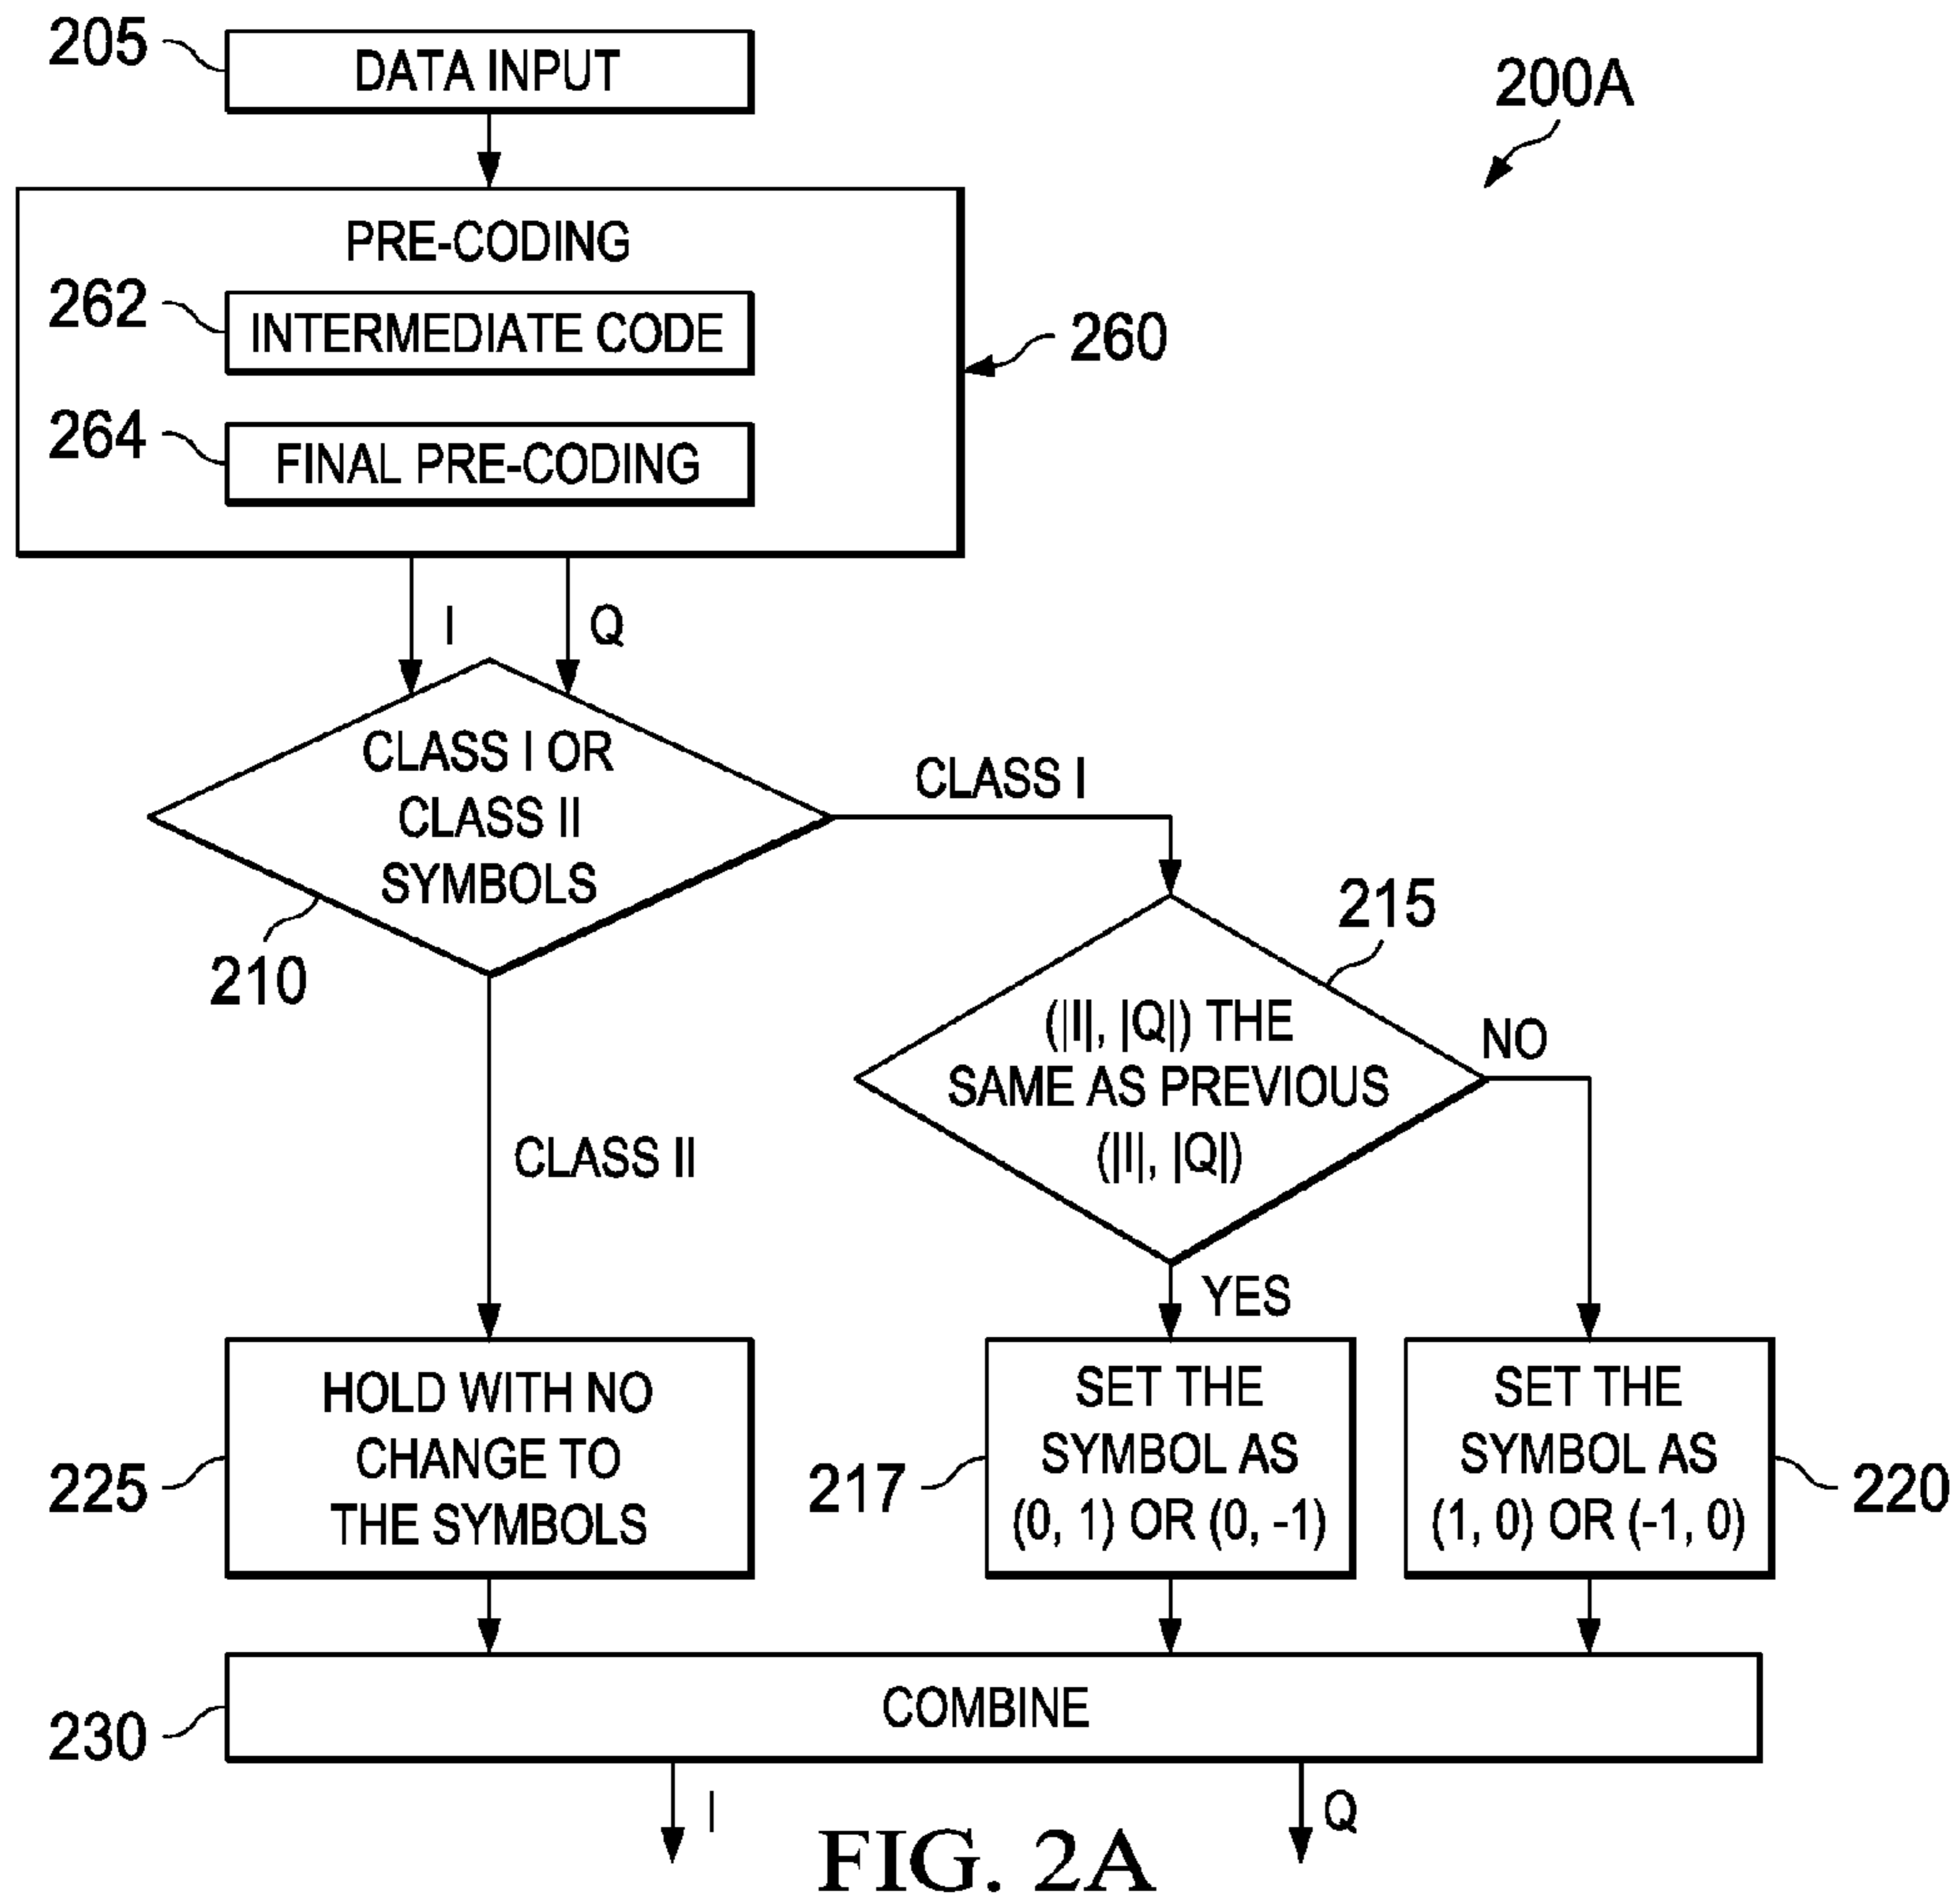 205
DATA INPUT
200A
PRE-CODING
262
INTERMEDIATE CODE
260
264
FINAL PRE-CODING
I
Q
CLASS I OR
CLASS II
SYMBOLS
CLASS I
210
215
(|I|, |Q|) THE
SAME AS PREVIOUS
(|I|, |Q|)
NO
CLASS II
YES
HOLD WITH NO
CHANGE TO
THE SYMBOLS
225
SET THE
SYMBOL AS
(0, 1) OR (0, -1)
217
SET THE
SYMBOL AS
(1, 0) OR (-1, 0)
220
COMBINE
230
I
Q
FIG. 2A